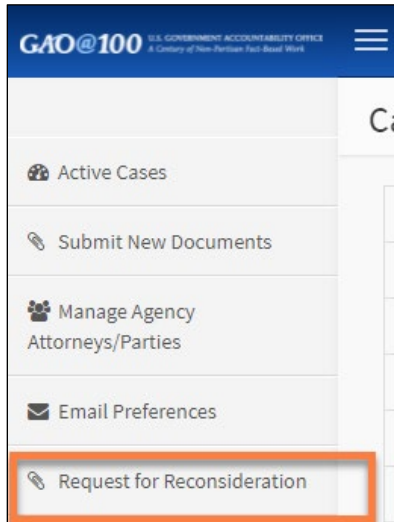 GAO@100 U.S. GOVERNMENT ACCOUNTABILITY OFFICE
A Century of Non-Partisan Fact-Based Work
Ca
Active Cases
Submit New Documents
Manage Agency
Attorneys/Parties
Email Preferences
Request for Reconsideration